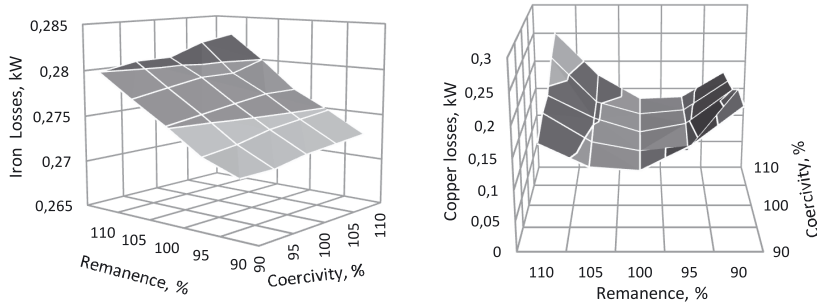 Iron Losses, kW
0,285
0,28
0,275
0,27
0,265
110 105 100 95 90
Remanence, %
90 95 100 105 110
Coercivity, %
Copper losses, kW
0,3
0,25
0,2
0,15
0,1
0,05
0
110 105 100 95 90
Remanence, %
110
100
90
Coercivity, %